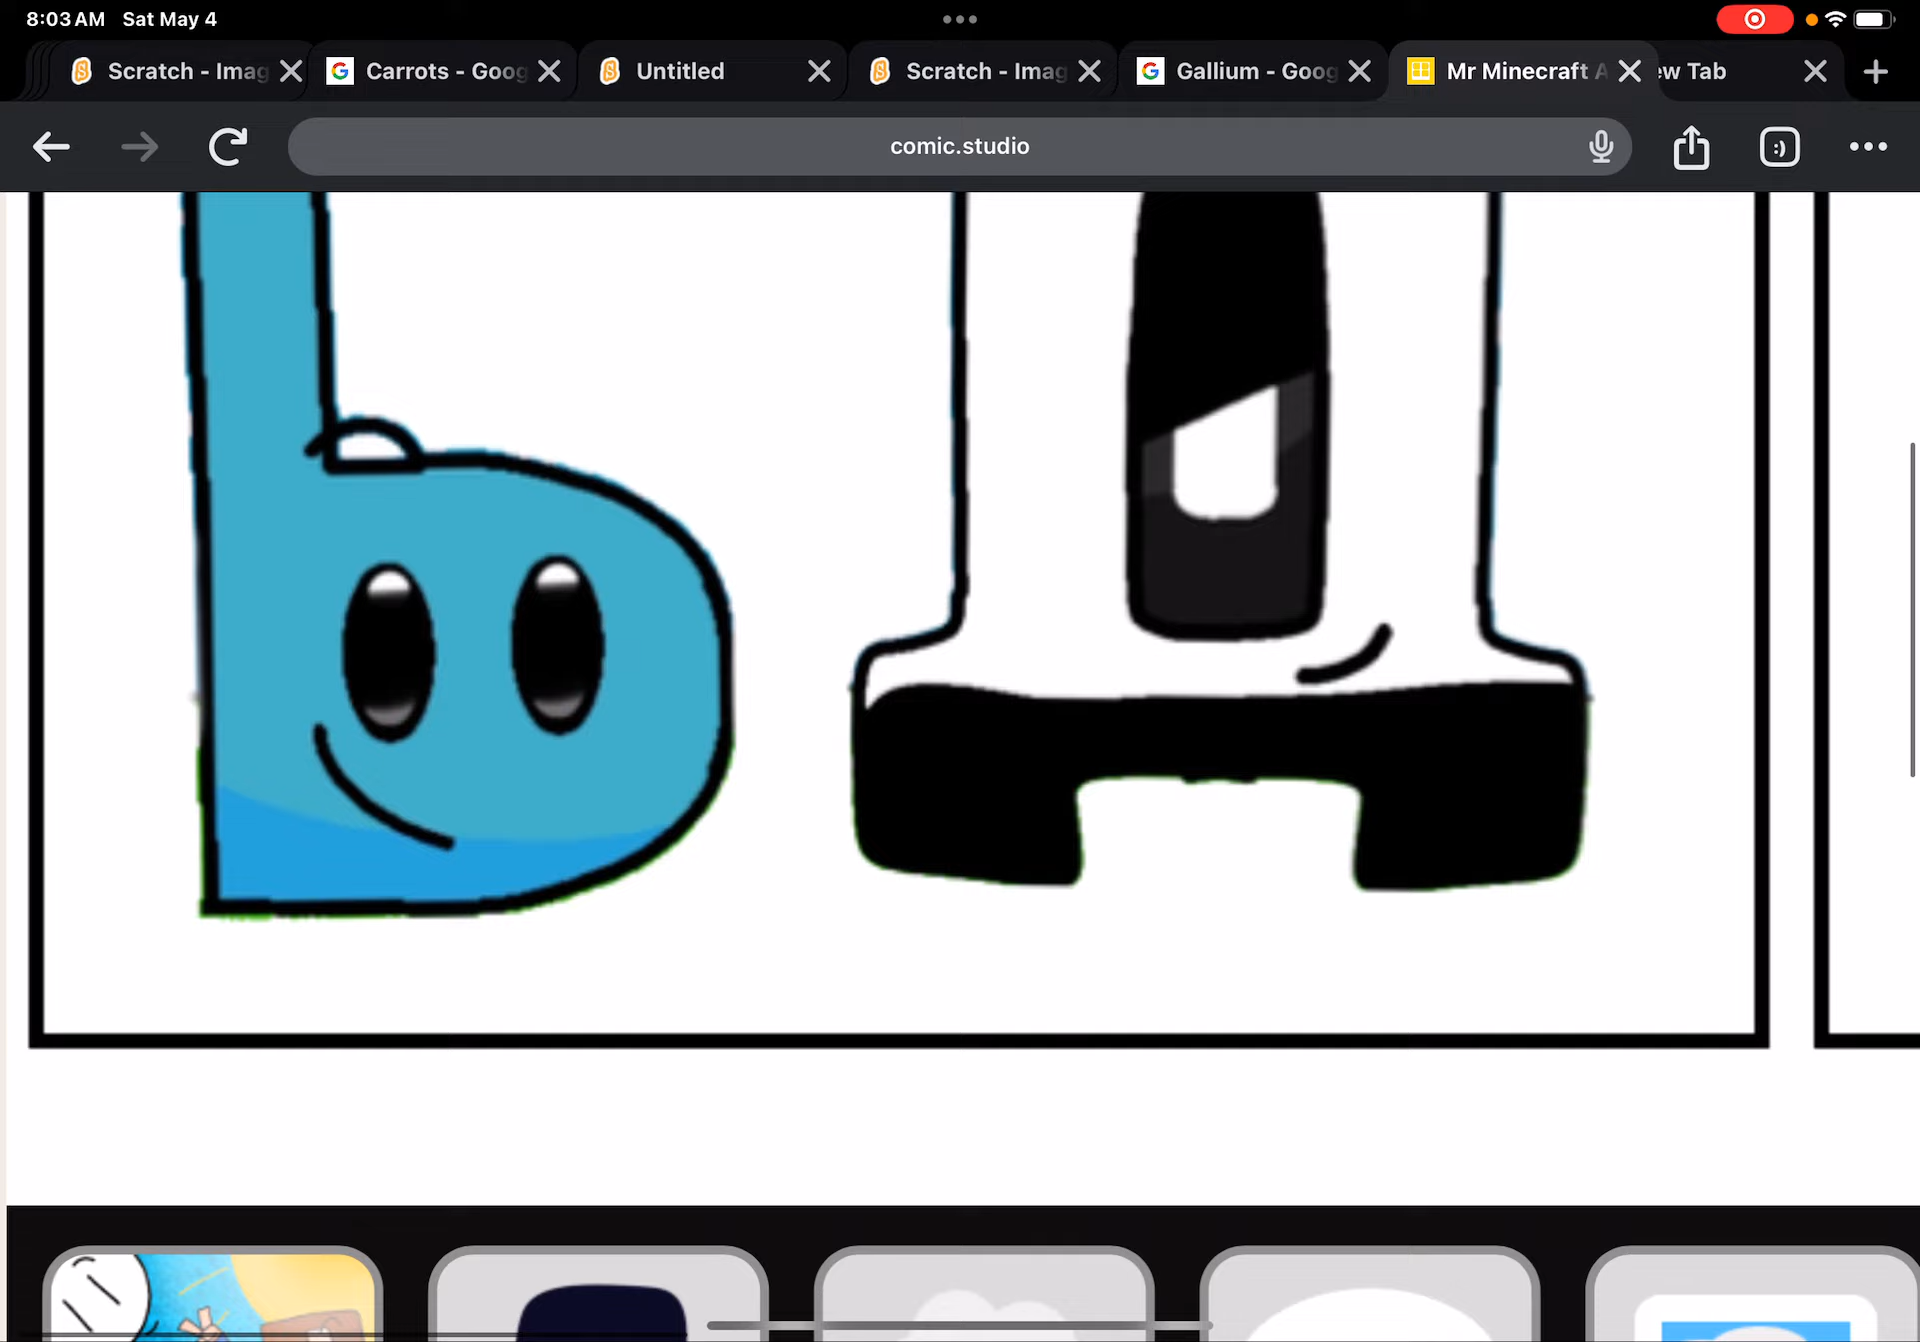 8:03 AM Sat May 4
Scratch - Imag
Carrots - Goog
Untitled
Scratch - Imag
Gallium - Goog
Mr Minecraft A
ew Tab
comic.studio